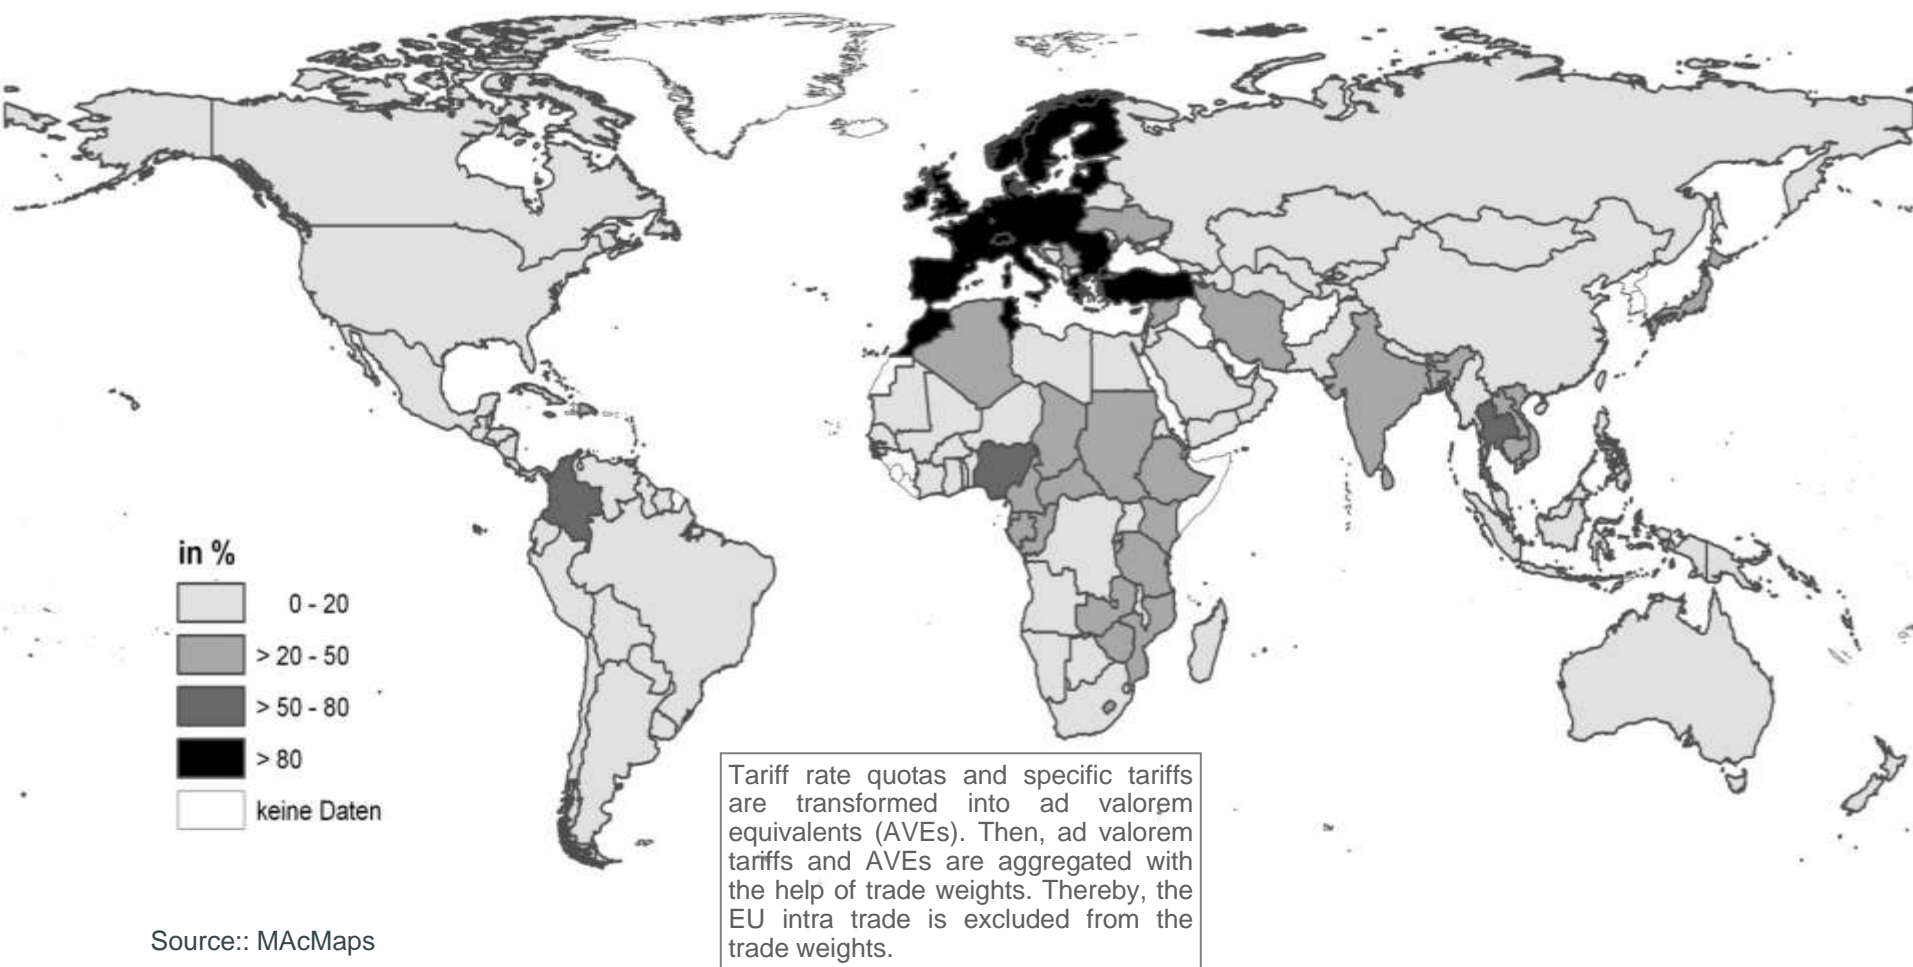 in %
0 - 20
> 20 - 50
> 50 - 80
> 80
keine Daten
Tariff rate quotas and specific tariffs
are transformed into ad valorem
equivalents (AVEs). Then, ad valorem
tariffs and AVEs are aggregated with
the help of trade weights. Thereby, the
EU intra trade is excluded from the
trade weights.
Source:: MAcMaps